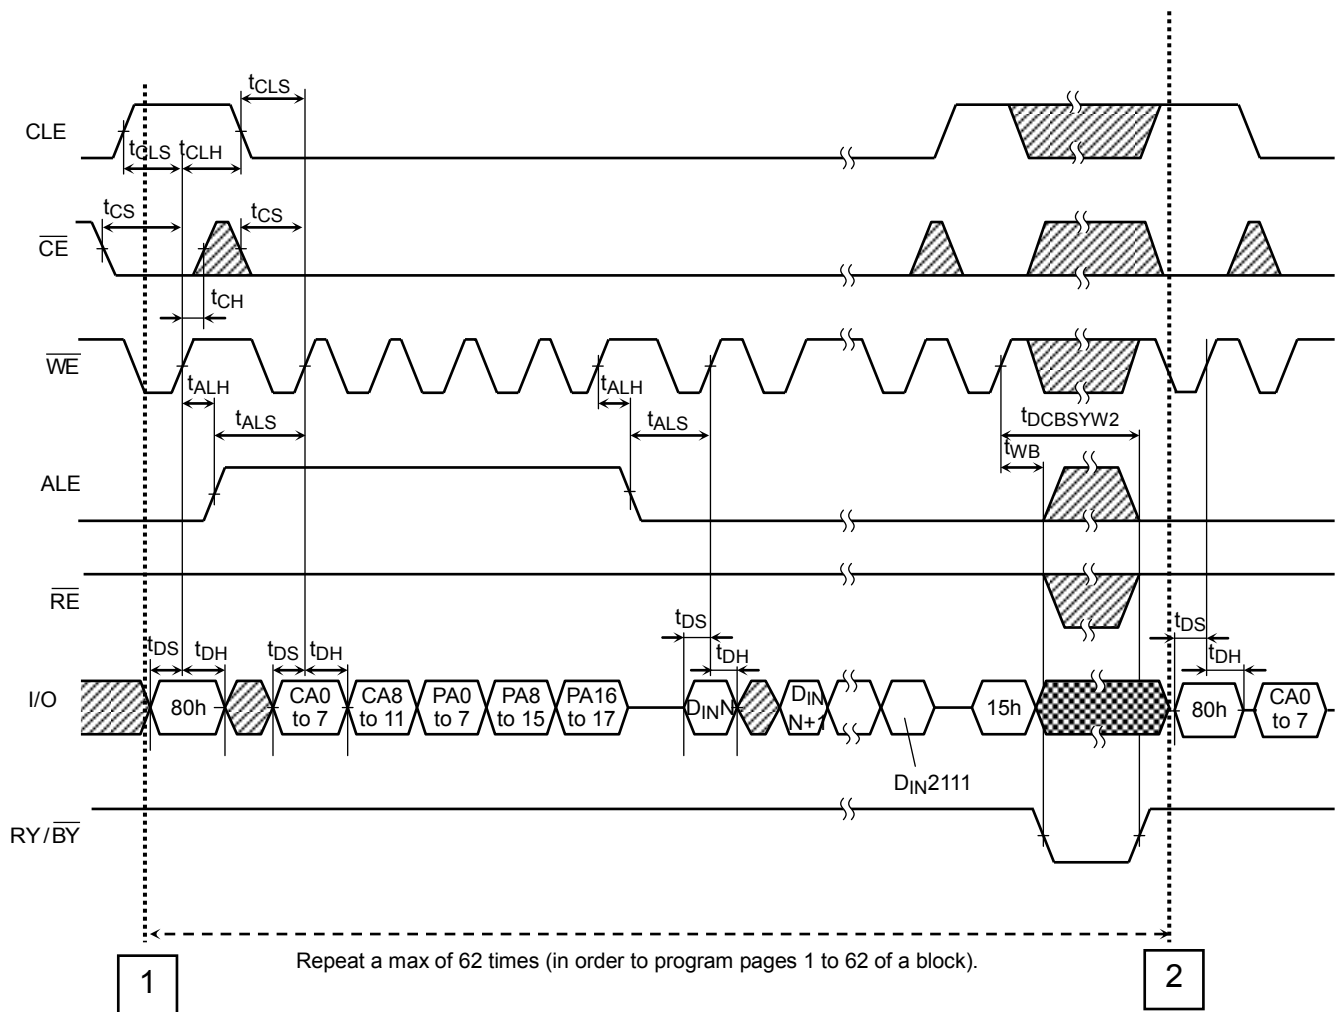 tCLS
CLE
tCLS tCLH
tCS tCS
CE
tCH
WE
tALH tALH
tALS tALS tDCBSYW2
tWB
ALE
RE
tDS tDH tDS tDH tDS tDH tDS tDH
I/O
80h
CA0 to 7
CA8 to 11
PA0 to 7
PA8 to 15
PA16 to 17
DINN
DIN N+1
15h
80h
CA0 to 7
DIN2111
RY/BY
Repeat a max of 62 times (in order to program pages 1 to 62 of a block).
1
2